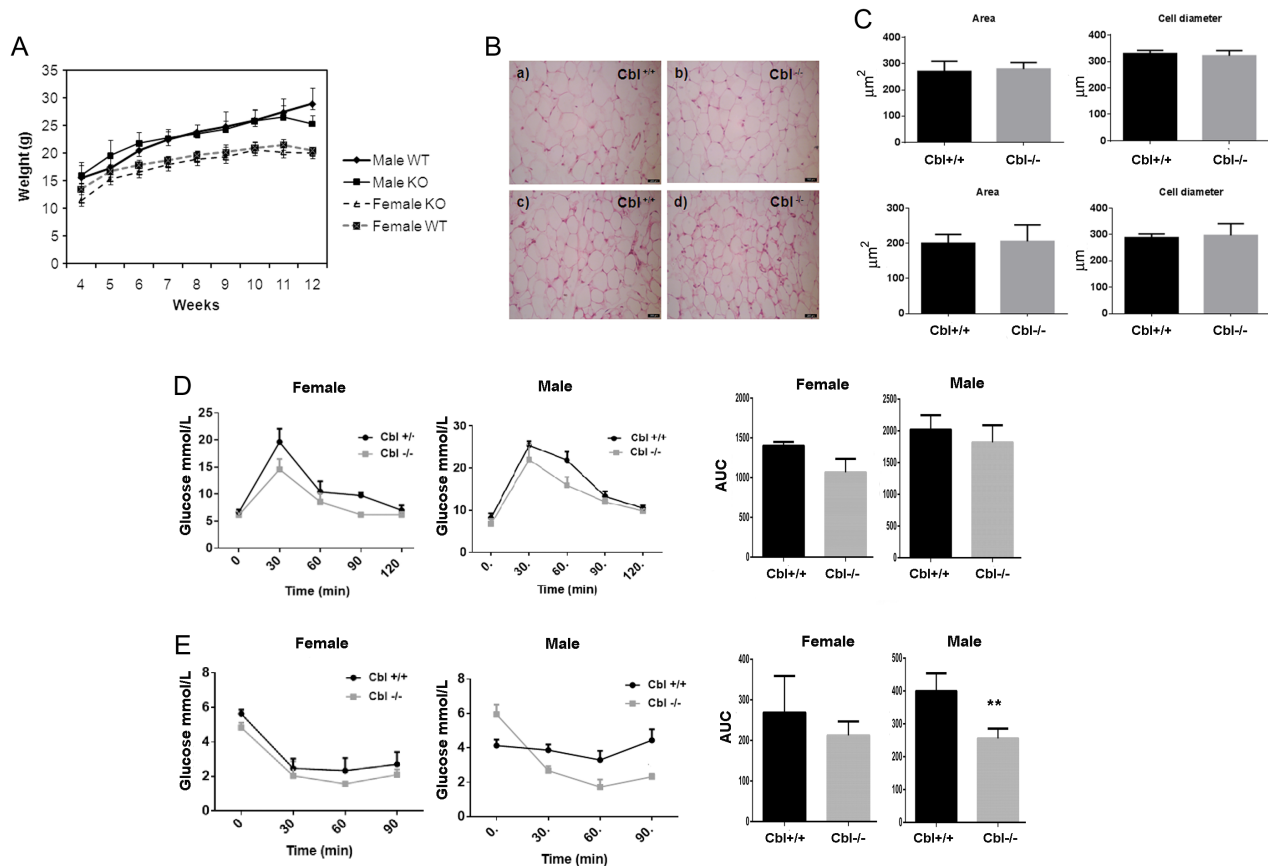 A
35
30
25
20
15
10
5
0
Weight (g)
4 5 6 7 8 9 10 11 12
Weeks
Male WT
Male KO
Female KO
Female WT
B
a) Cbl +/+
b) Cbl -/-
c) Cbl +/+
d) Cbl -/-
C
Area
400
300
200
100
0
µm2
Cbl+/+ Cbl-/-
Cell diameter
400
300
200
100
0
µm
Cbl+/+ Cbl-/-
Area
300
200
100
0
µm2
Cbl+/+ Cbl-/-
Cell diameter
400
300
200
100
0
µm
Cbl+/+ Cbl-/-
D
Female
25
20
15
10
5
0
Glucose mmol/L
Cbl +/·
Cbl -/-
0· 30· 60· 90· 120·
Time (min)
Male
30
20
10
0
Glucose mmol/L
Cbl +/+
Cbl -/-
0. 30. 60. 90. 120.
Time (min)
Female
2000
1500
1000
500
0
AUC
Cbl+/+ Cbl-/-
Male
2500
2000
1500
1000
500
0
Cbl+/+ Cbl-/-
E
Female
8
6
4
2
0
Glucose mmol/L
Cbl +/+
Cbl -/-
0 30 60 90
Time (min)
Male
8
6
4
2
0
Glucose mmol/L
Cbl +/+
Cbl -/-
0. 30. 60. 90.
Time (min)
Female
400
300
200
100
0
AUC
Cbl+/+ Cbl-/-
Male
500
400
300
200
100
0
**
Cbl+/+ Cbl-/-